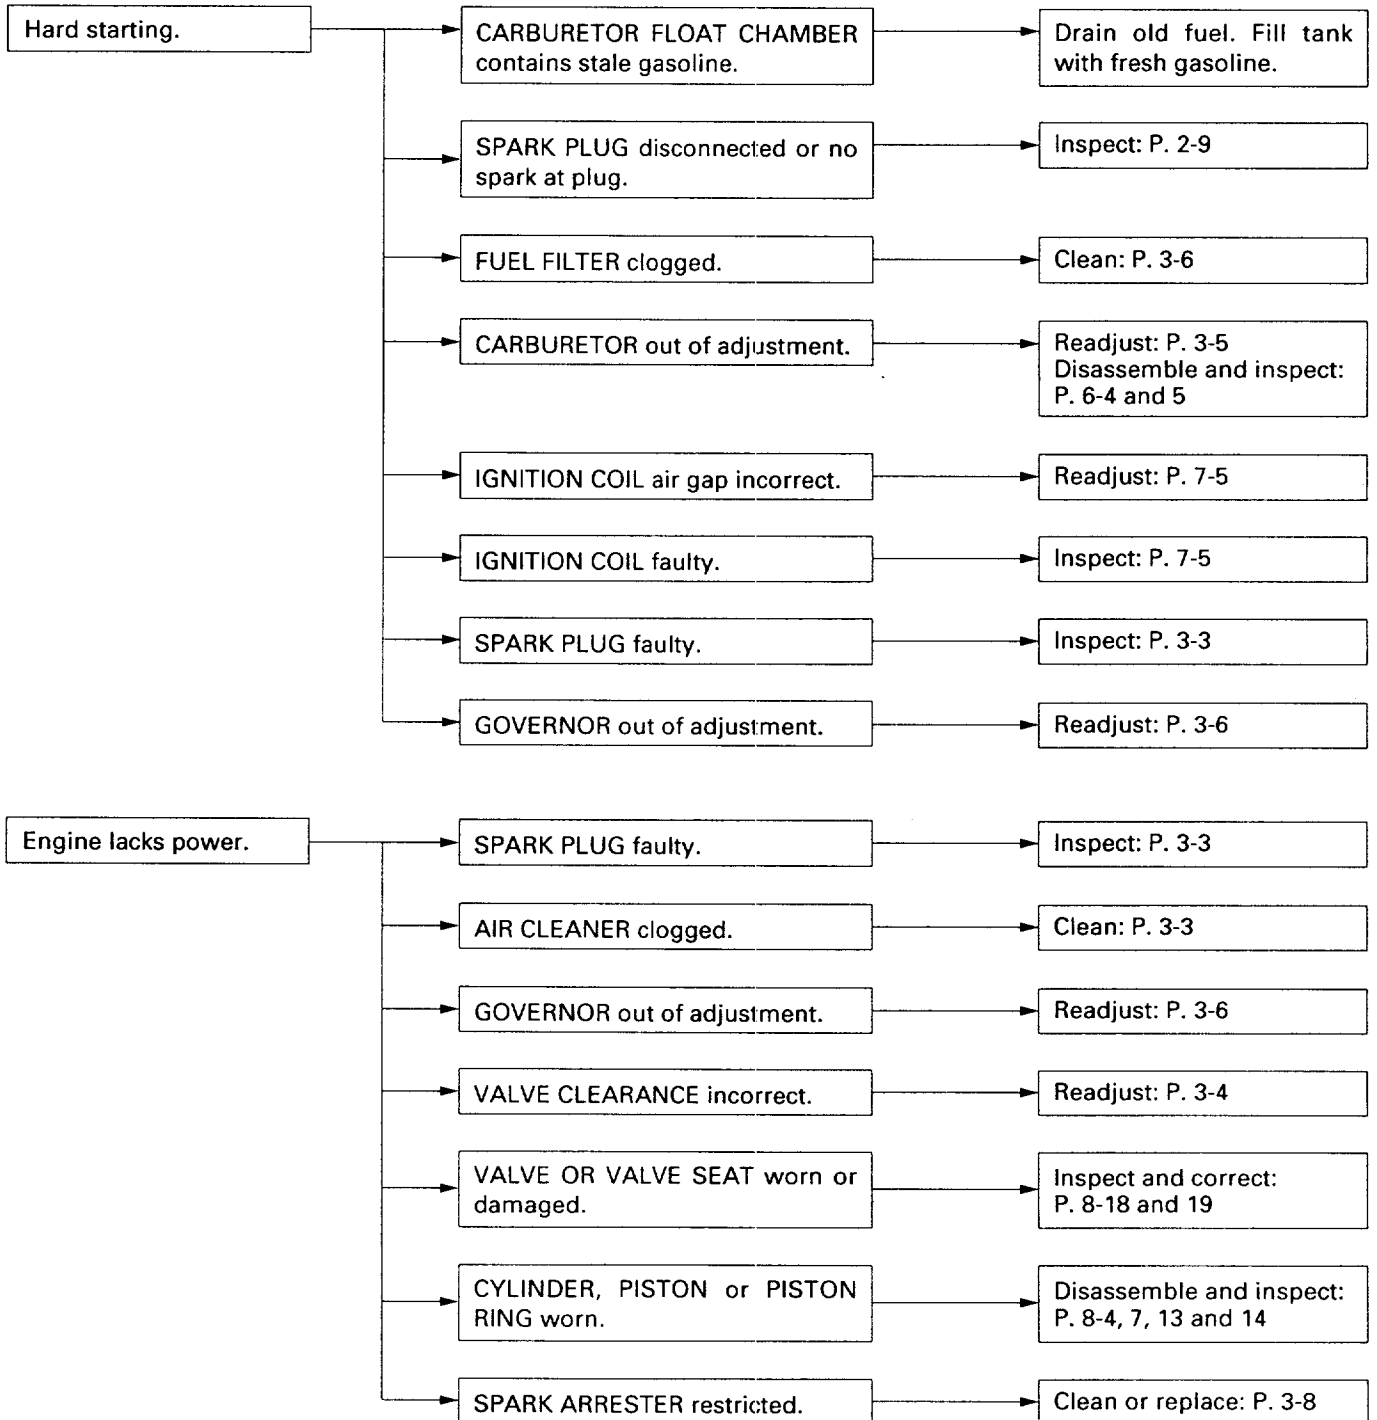 Hard starting.
CARBURETOR FLOAT CHAMBER
contains stale gasoline.
Drain old fuel. Fill tank
with fresh gasoline.
SPARK PLUG disconnected or no
spark at plug.
Inspect: P. 2-9
FUEL FILTER clogged.
Clean: P. 3-6
CARBURETOR out of adjustment.
Readjust: P. 3-5
Disassemble and inspect:
P. 6-4 and 5
IGNITION COIL air gap incorrect.
Readjust: P. 7-5
IGNITION COIL faulty.
Inspect: P. 7-5
SPARK PLUG faulty.
Inspect: P. 3-3
GOVERNOR out of adjustment.
Readjust: P. 3-6
Engine lacks power.
SPARK PLUG faulty.
Inspect: P. 3-3
AIR CLEANER clogged.
Clean: P. 3-3
GOVERNOR out of adjustment.
Readjust: P. 3-6
VALVE CLEARANCE incorrect.
Readjust: P. 3-4
VALVE OR VALVE SEAT worn or
damaged.
Inspect and correct:
P. 8-18 and 19
CYLINDER, PISTON or PISTON
RING worn.
Disassemble and inspect:
P. 8-4, 7, 13 and 14
SPARK ARRESTER restricted.
Clean or replace: P. 3-8